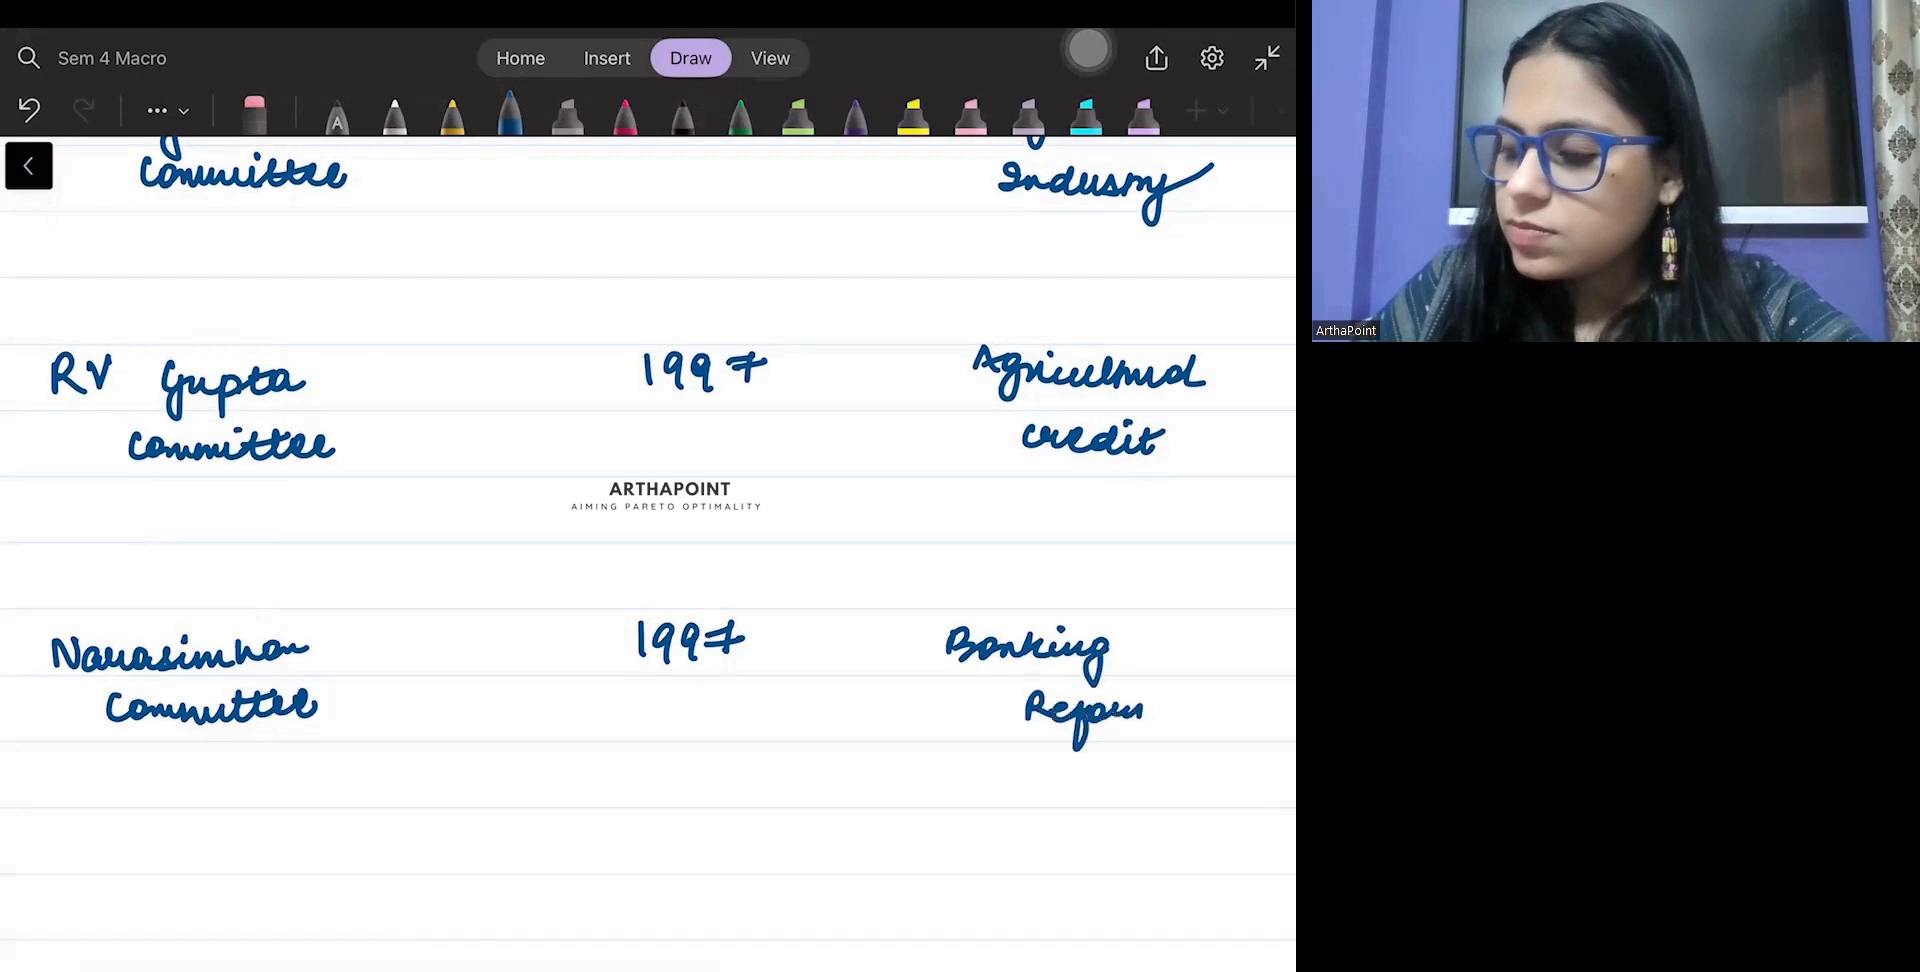 Sem 4 Macro
Home Insert Draw View
A
Committee Industry
RV Gupta 1997 Agricultural
Committee credit
ARTHAPOINT
AIMING PARETO OPTIMALITY
Narasimhan 1997 Banking
Committee Reform
ArthaPoint